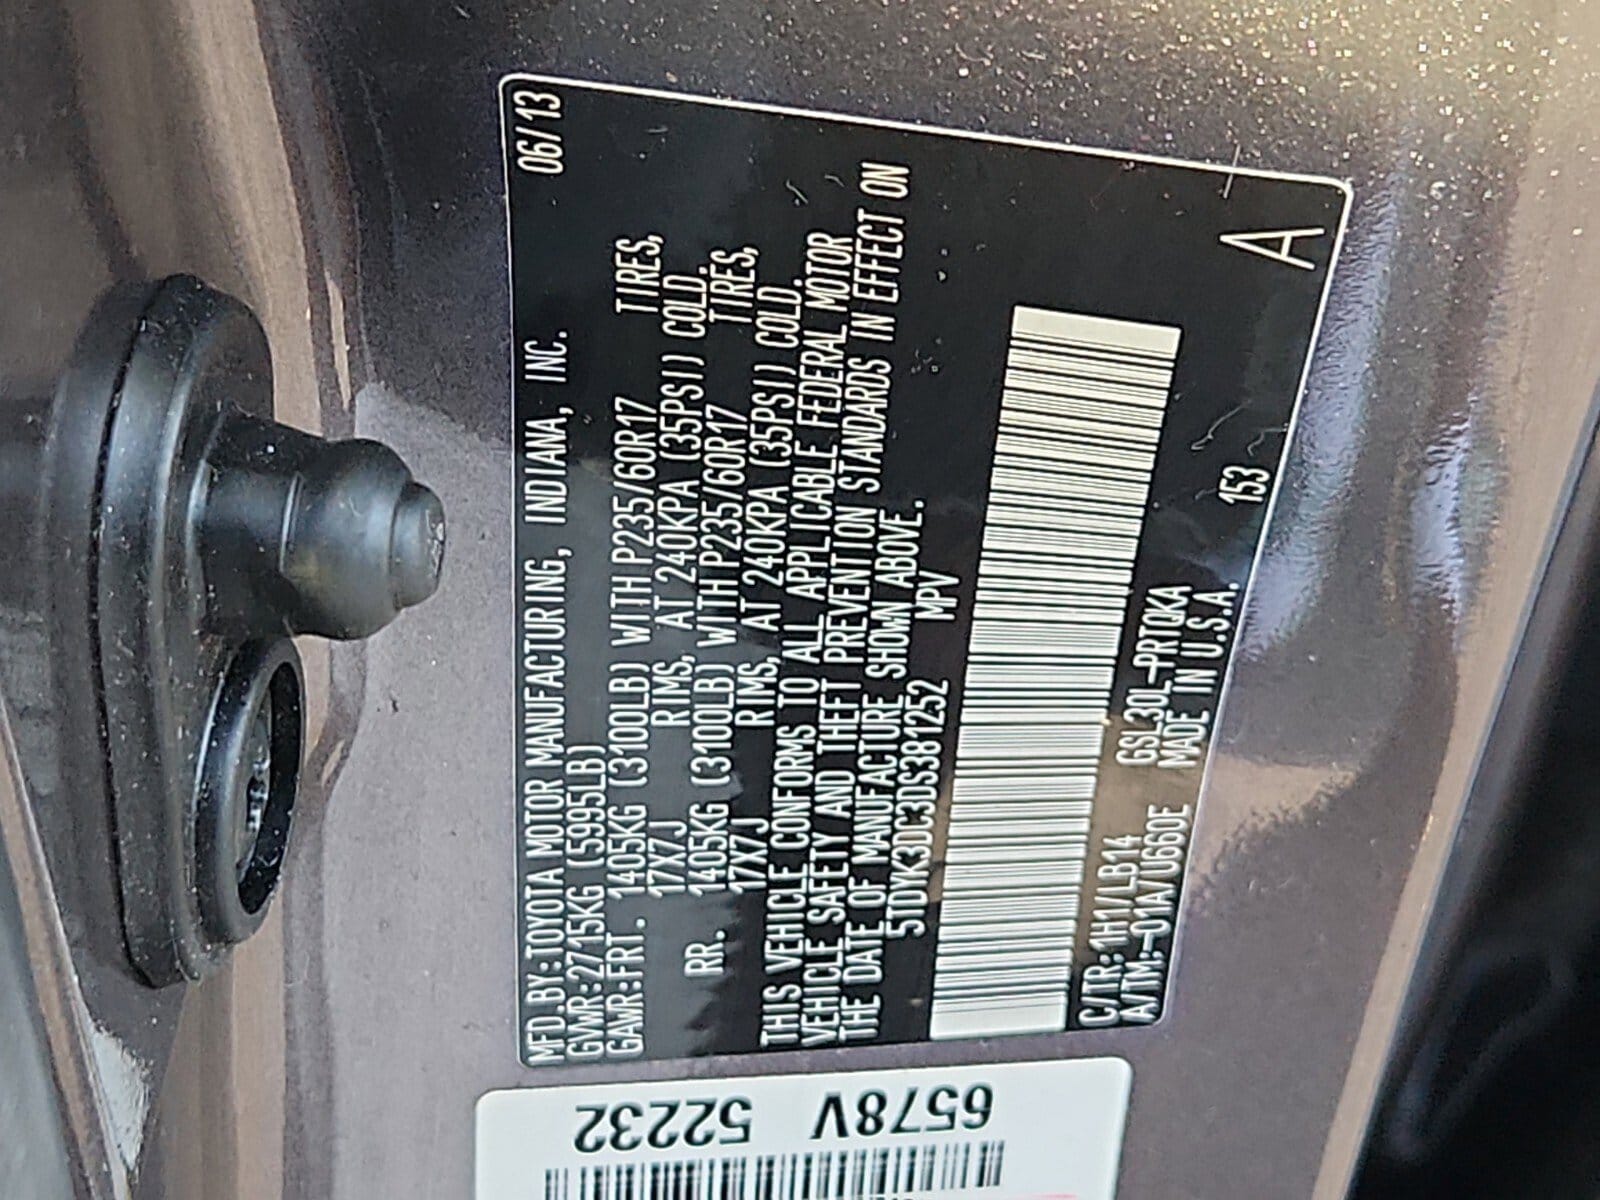 MFD.BY:TOYOTA MOTOR MANUFACTURING, INDIANA, INC. 06/13
GVWR:2715KG (5995LB)
GAWR:FRT. 1405KG (3100LB) WITH P235/60R17 TIRES,
17X7J RIMS, AT 240KPA (35PSI) COLD.
RR. 1405KG (3100LB) WITH P235/60R17 TIRES,
17X7J RIMS, AT 240KPA (35PSI) COLD.
THIS VEHICLE CONFORMS TO ALL APPLICABLE FEDERAL MOTOR
VEHICLE SAFETY AND THEFT PREVENTION STANDARDS IN EFFECT ON
THE DATE OF MANUFACTURE SHOWN ABOVE.
5TDYK3DC3DS381252 MPV
C/TR:1H1/LB14 GSL30L-PRTQKA
A/TM:-01A/U660E MADE IN U.S.A. 153 A
6578V 52232